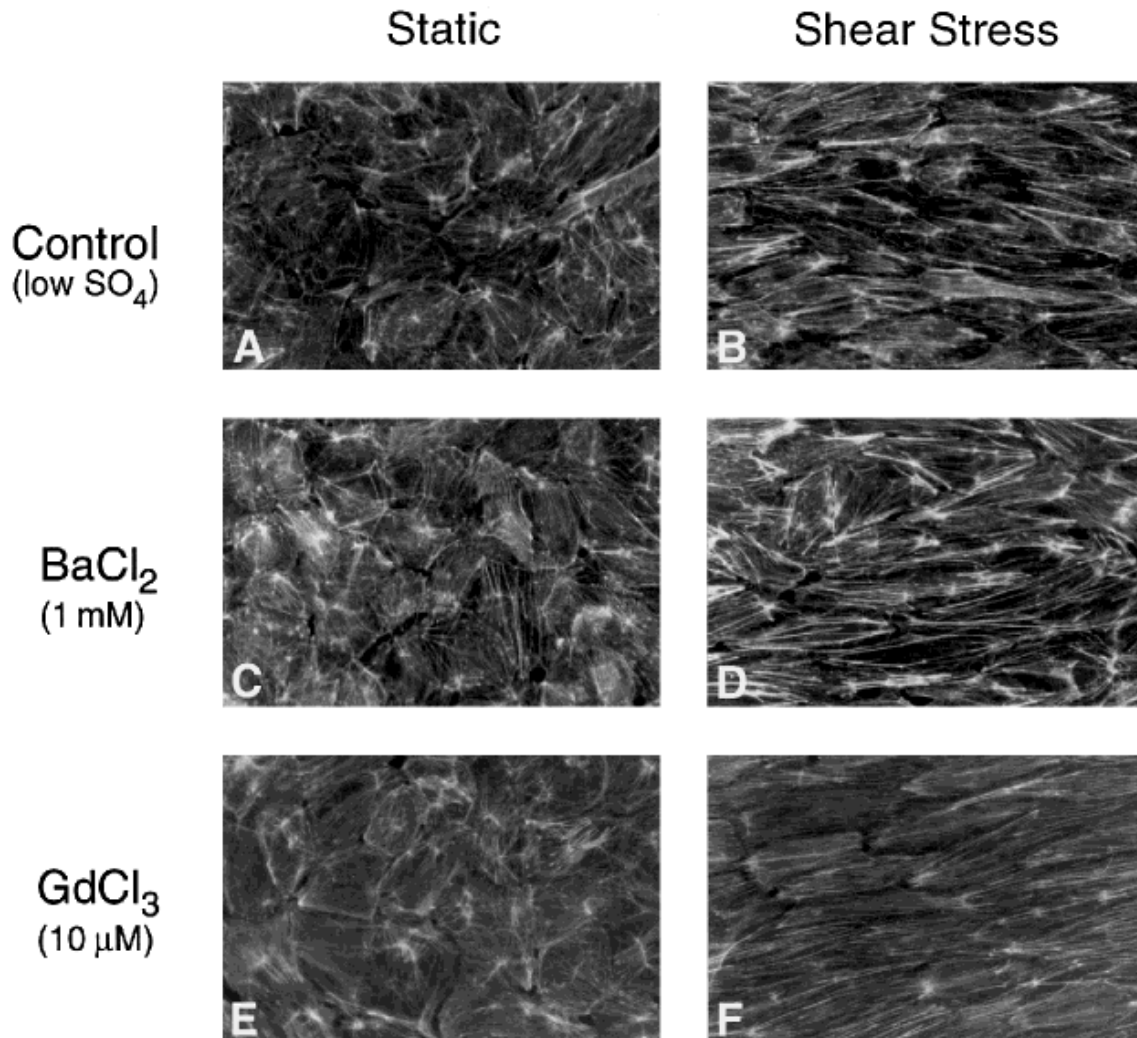 Static
Shear Stress
Control
(low SO₄)
A
B
BaCl₂
(1 mM)
C
D
GdCl₃
(10 μM)
E
F